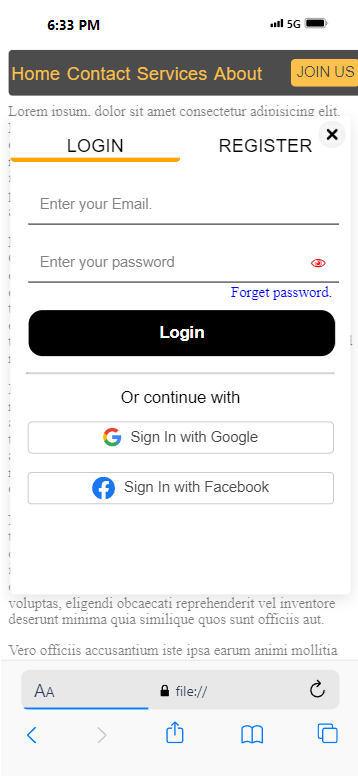 6:33 PM
5G
Home Contact Services About
JOIN US
Lorem ipsum, dolor sit amet consectetur adipisicing elit.
LOGIN
REGISTER
Enter your Email.
Enter your password
Forget password.
Login
Or continue with
Sign In with Google
Sign In with Facebook
voluptas, eligendi obcaecati reprehenderit vel inventore
deserunt minima quia similique quos sunt officiis aut.
Vero officiis accusantium iste ipsa earum animi mollitia
AA
file://